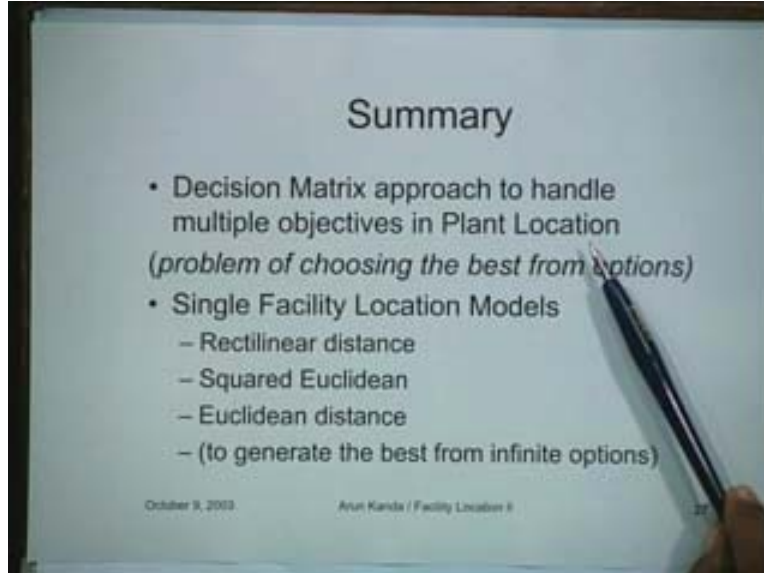 Summary
• Decision Matrix approach to handle
multiple objectives in Plant Location
(problem of choosing the best from options)
• Single Facility Location Models
– Rectilinear distance
– Squared Euclidean
– Euclidean distance
– (to generate the best from infinite options)
October 9, 2003 Arun Kanda / Facility Location II